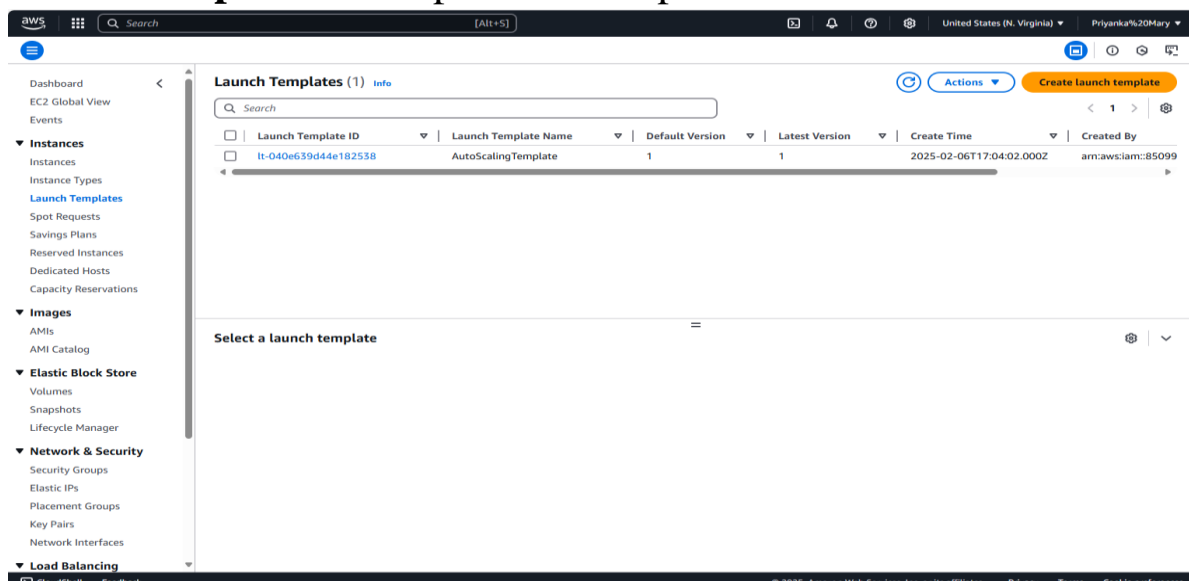 aws Search [Alt+S] United States (N. Virginia) Priyanka%20Mary
Dashboard
EC2 Global View
Events
Instances
Instances
Instance Types
Launch Templates
Spot Requests
Savings Plans
Reserved Instances
Dedicated Hosts
Capacity Reservations
Images
AMIs
AMI Catalog
Elastic Block Store
Volumes
Snapshots
Lifecycle Manager
Network & Security
Security Groups
Elastic IPs
Placement Groups
Key Pairs
Network Interfaces
Load Balancing
Launch Templates (1) Info Actions Create launch template
Search 1
Launch Template ID Launch Template Name Default Version Latest Version Create Time Created By
lt-040e639d44e182538 AutoScalingTemplate 1 1 2025-02-06T17:04:02.000Z arn:aws:iam::85099
Select a launch template